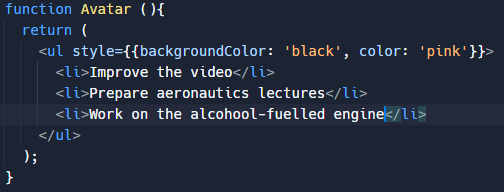 function Avatar (){
  return (
    <ul style={{backgroundColor: 'black', color: 'pink'}}>
      <li>Improve the video</li>
      <li>Prepare aeronautics lectures</li>
      <li>Work on the alcohool-fuelled engine</li>
    </ul>
  );
}